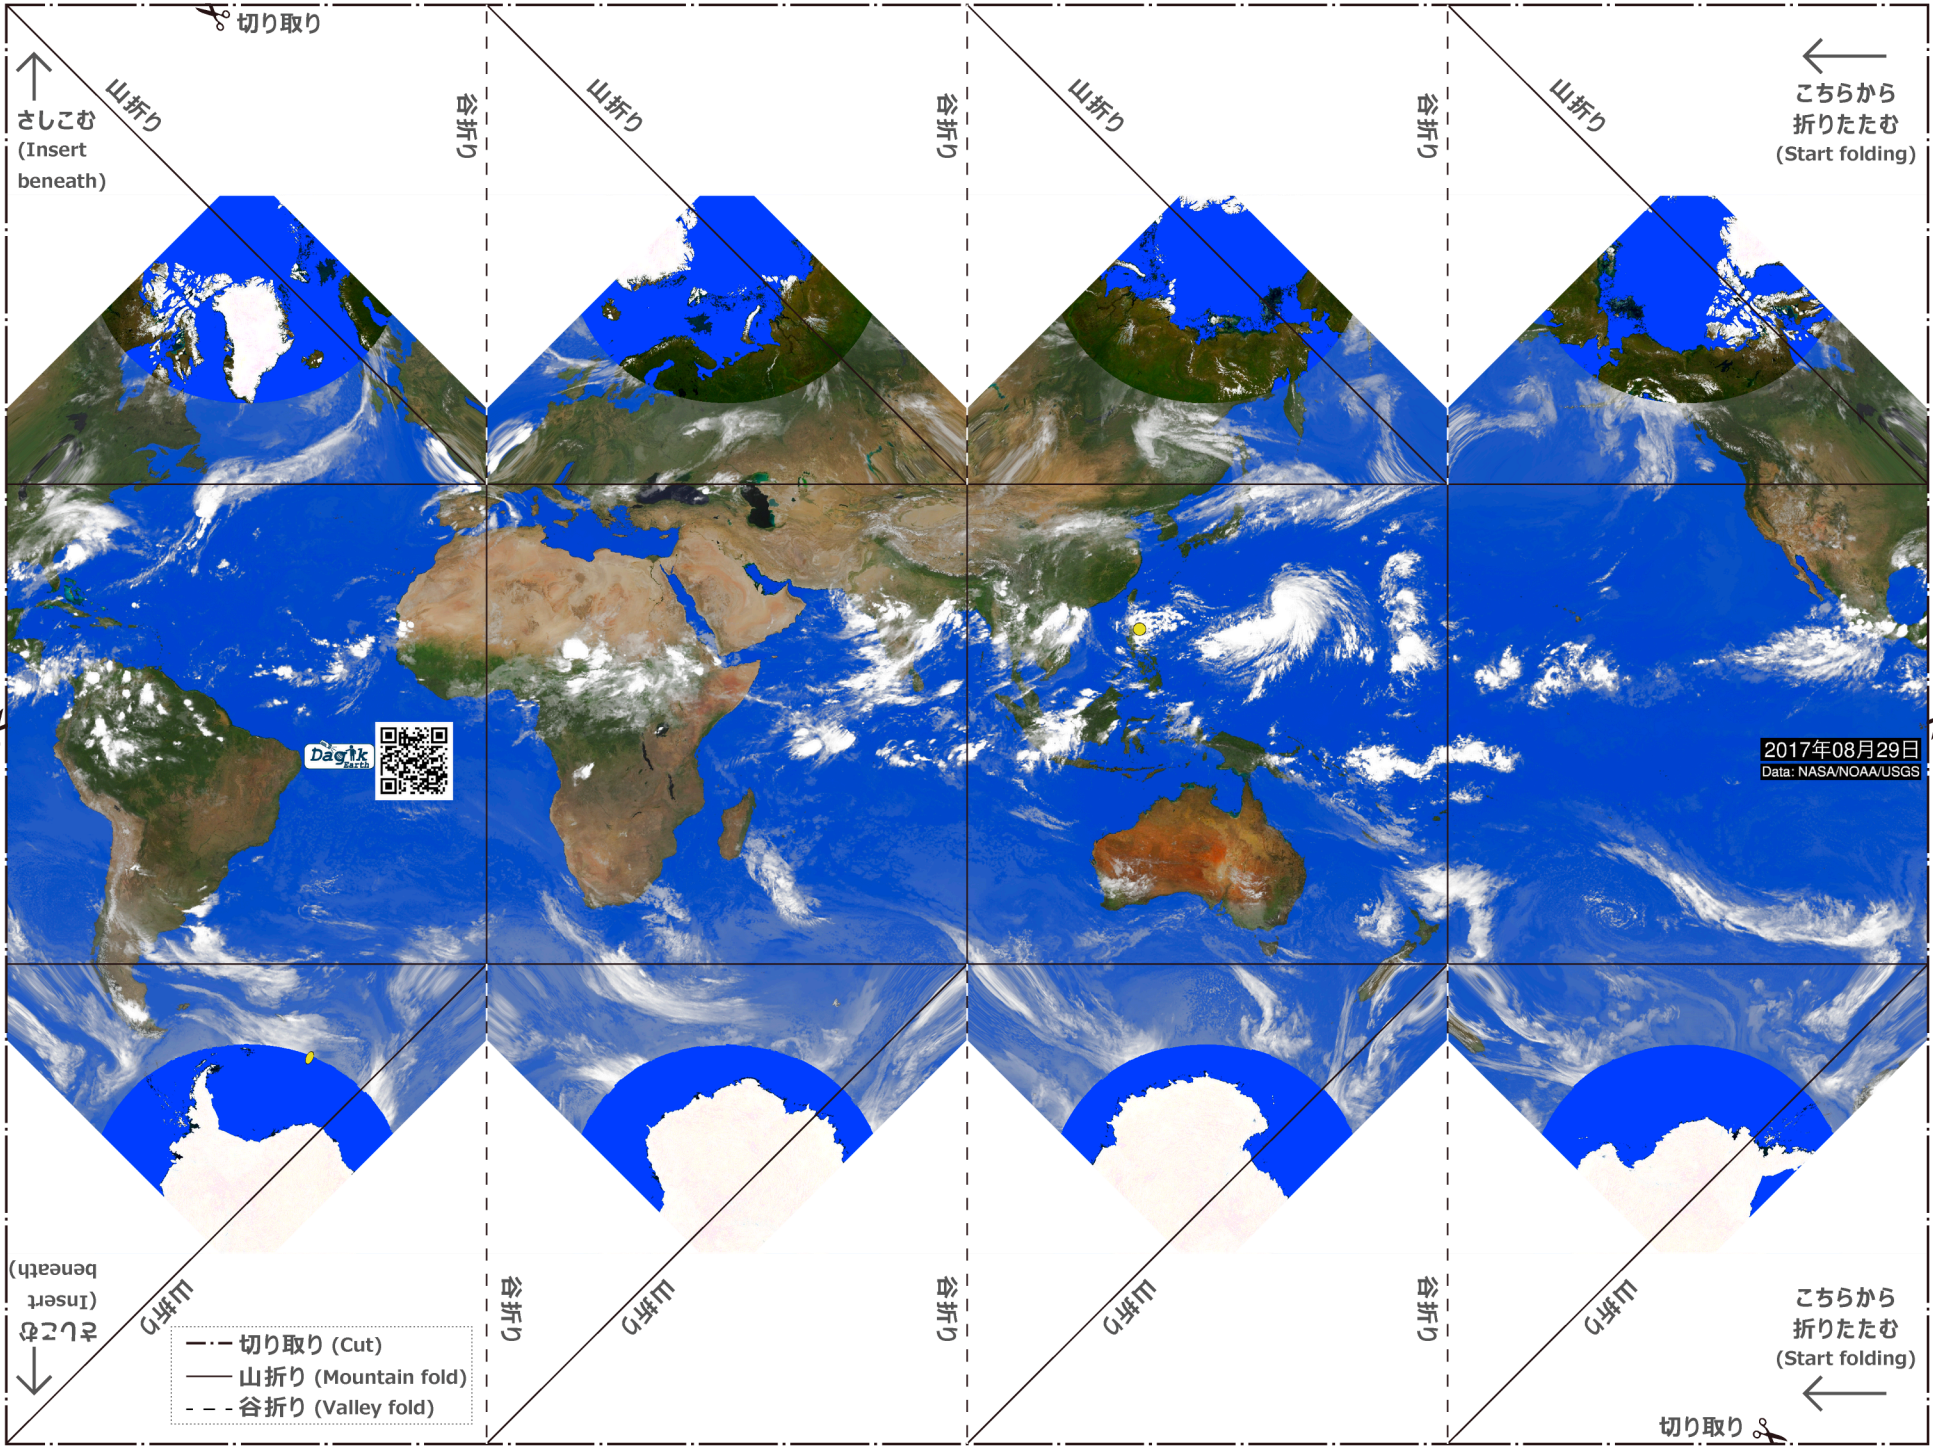 切り取り
山折り
谷折り
山折り
谷折り
山折り
谷折り
山折り
さしこむ
(Insert
beneath)
こちらから
折りたたむ
(Start folding)
Dagik
Earth
2017年08月29日
Data: NASA/NOAA/USGS
さしこむ
(Insert
beneath)
山折り
谷折り
山折り
谷折り
山折り
谷折り
山折り
こちらから
折りたたむ
(Start folding)
切り取り (Cut)
山折り (Mountain fold)
谷折り (Valley fold)
切り取り